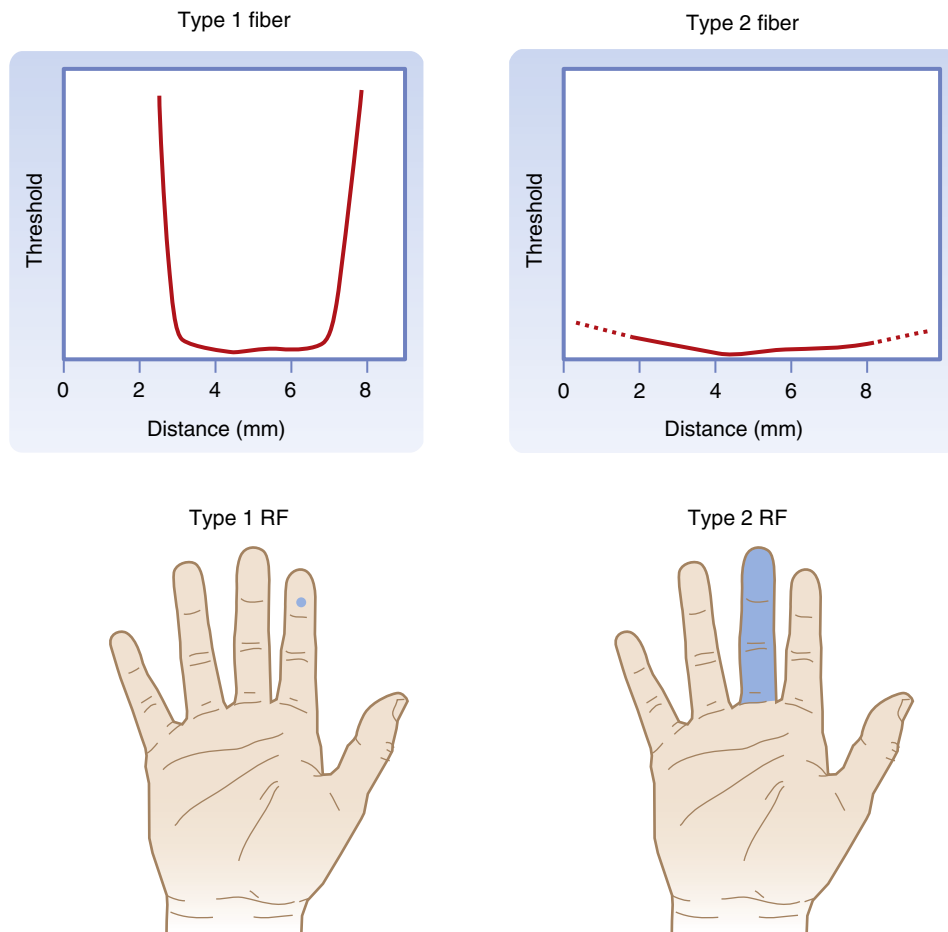 Type 1 fiber
Threshold
0 2 4 6 8
Distance (mm)
Type 2 fiber
Threshold
0 2 4 6 8
Distance (mm)
Type 1 RF
Type 2 RF